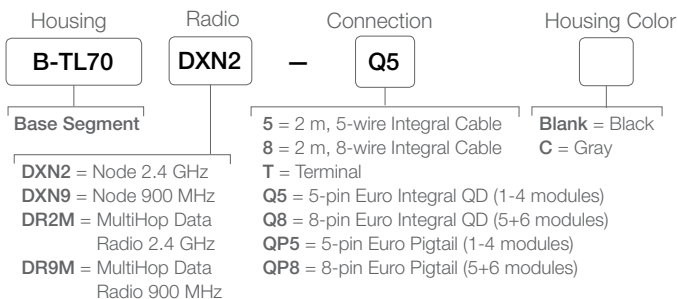 Housing
Radio
Connection
Housing Color
B-TL70
DXN2
–
Q5
Base Segment
DXN2 = Node 2.4 GHz
DXN9 = Node 900 MHz
DR2M = MultiHop Data
Radio 2.4 GHz
DR9M = MultiHop Data
Radio 900 MHz
5 = 2 m, 5-wire Integral Cable
8 = 2 m, 8-wire Integral Cable
T = Terminal
Q5 = 5-pin Euro Integral QD (1-4 modules)
Q8 = 8-pin Euro Integral QD (5+6 modules)
QP5 = 5-pin Euro Pigtail (1-4 modules)
QP8 = 8-pin Euro Pigtail (5+6 modules)
Blank = Black
C = Gray